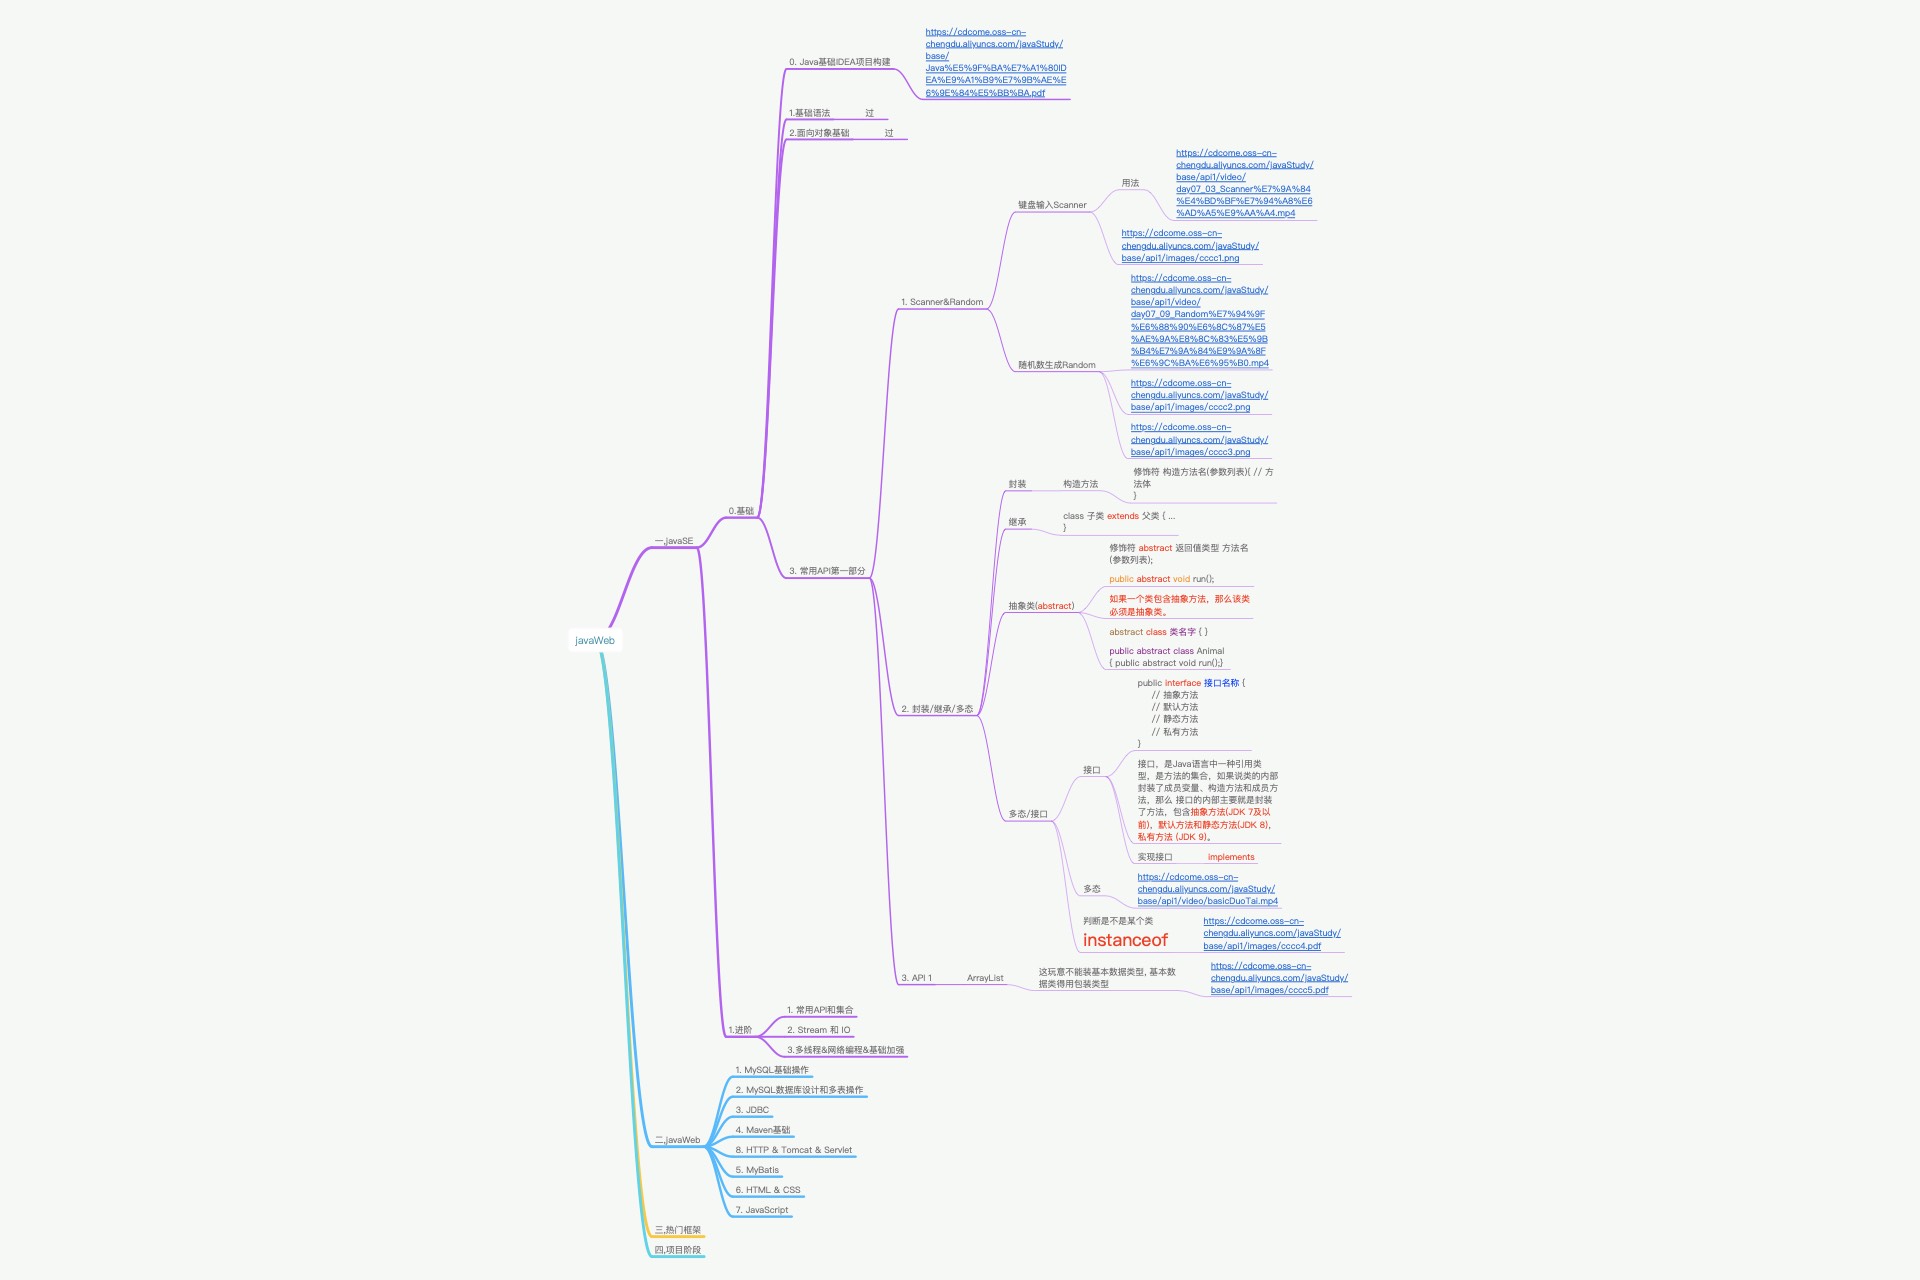 https://cdcome.oss-cn-
chengdu.aliyuncs.com/javaStudy/
base/
Java%E5%9F%BA%E7%A1%80ID
EA%E9%A1%B9%E7%9B%AE%E
6%9E%84%E5%BB%BA.pdf
0. Java基础IDEA项目构建
1.基础语法
过
2.面向对象基础
过
https://cdcome.oss-cn-
chengdu.aliyuncs.com/javaStudy/
base/api1/video/
day07_03_Scanner%E7%9A%84
%E4%BD%BF%E7%94%A8%E6
%AD%A5%E9%AA%A4.mp4
用法
键盘输入Scanner
https://cdcome.oss-cn-
chengdu.aliyuncs.com/javaStudy/
base/api1/images/cccc1.png
1. Scanner&Random
https://cdcome.oss-cn-
chengdu.aliyuncs.com/javaStudy/
base/api1/video/
day07_09_Random%E7%94%9F
%E6%88%90%E6%8C%87%E5
%AE%9A%E8%8C%83%E5%9B
%B4%E7%9A%84%E9%9A%8F
%E6%9C%BA%E6%95%B0.mp4
随机数生成Random
https://cdcome.oss-cn-
chengdu.aliyuncs.com/javaStudy/
base/api1/images/cccc2.png
https://cdcome.oss-cn-
chengdu.aliyuncs.com/javaStudy/
base/api1/images/cccc3.png
封装
构造方法
修饰符 构造方法名(参数列表){ // 方
法体
}
0.基础
继承
class 子类 extends 父类 { ...
}
一,javaSE
3. 常用API第一部分
修饰符 abstract 返回值类型 方法名
(参数列表);
public abstract void run();
抽象类(abstract)
如果一个类包含抽象方法，那么该类
必须是抽象类。
abstract class 类名字 { }
public abstract class Animal
{ public abstract void run();}
javaWeb
2. 封装/继承/多态
public interface 接口名称 {
// 抽象方法
// 默认方法
// 静态方法
// 私有方法
}
接口
接口，是Java语言中一种引用类
型，是方法的集合，如果说类的内部
封装了成员变量、构造方法和成员方
法，那么 接口的内部主要就是封装
了方法，包含抽象方法(JDK 7及以
前)，默认方法和静态方法(JDK 8)，
私有方法 (JDK 9)。
多态/接口
实现接口
implements
多态
https://cdcome.oss-cn-
chengdu.aliyuncs.com/javaStudy/
base/api1/video/basicDuoTai.mp4
判断是不是某个类
instanceof
https://cdcome.oss-cn-
chengdu.aliyuncs.com/javaStudy/
base/api1/images/cccc4.pdf
3. API 1
ArrayList
这玩意不能装基本数据类型, 基本数
据类得用包装类型
https://cdcome.oss-cn-
chengdu.aliyuncs.com/javaStudy/
base/api1/images/cccc5.pdf
1.进阶
1. 常用API和集合
2. Stream 和 IO
3.多线程&网络编程&基础加强
二,javaWeb
1. MySQL基础操作
2. MySQL数据库设计和多表操作
3. JDBC
4. Maven基础
8. HTTP & Tomcat & Servlet
5. MyBatis
6. HTML & CSS
7. JavaScript
三,热门框架
四,项目阶段